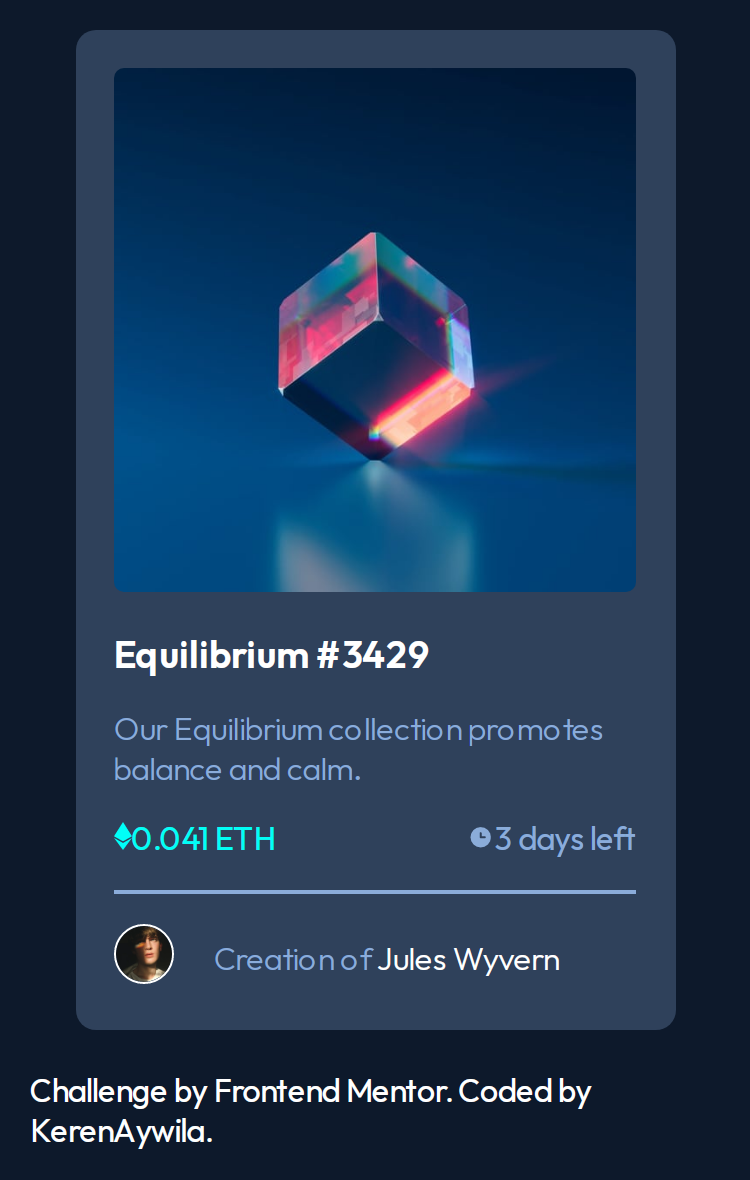 Equilibrium #3429
Our Equilibrium collection promotes
balance and calm.
0.041 ETH
3 days left
Creation of Jules Wyvern
Challenge by Frontend Mentor. Coded by
KerenAywila.